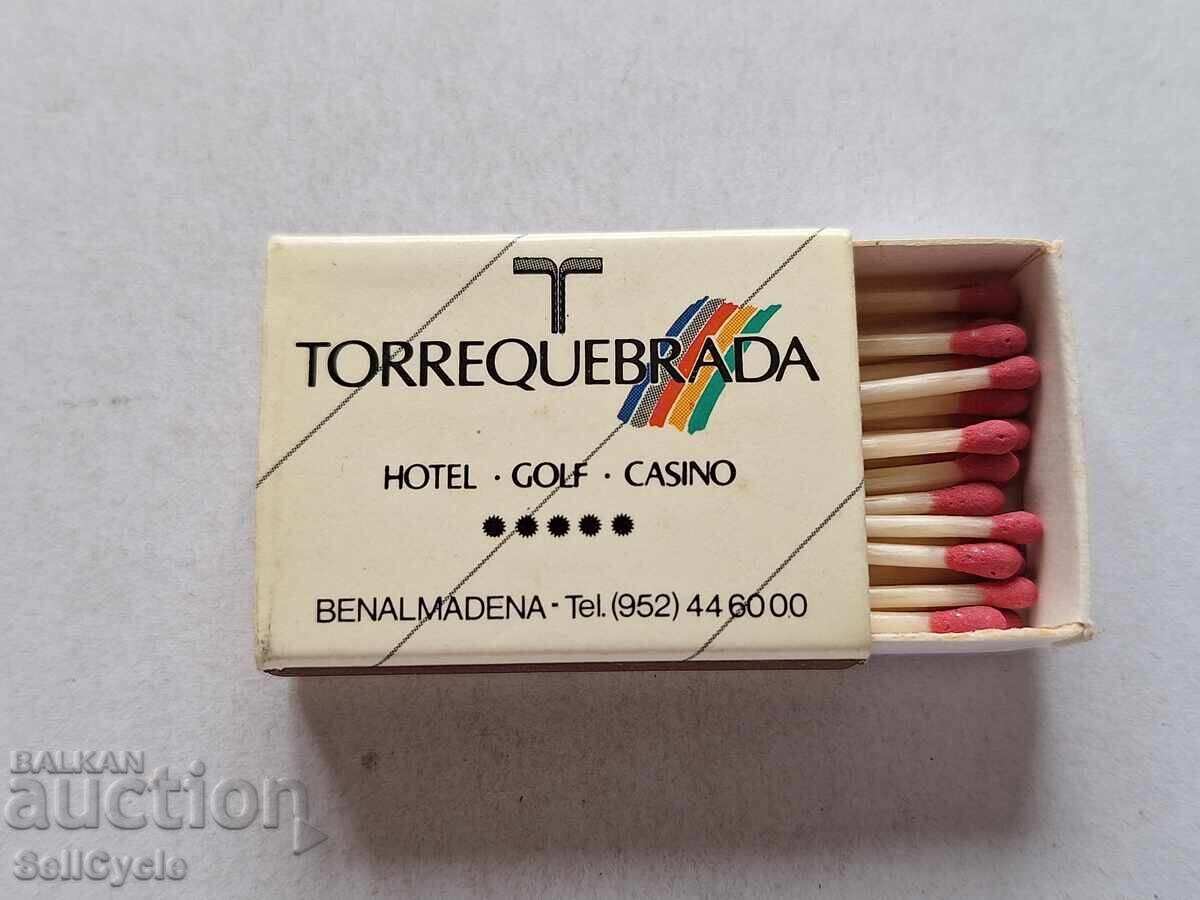 TORREQUEBRADA
HOTEL · GOLF · CASINO
BENALMADENA - Tel. (952) 44 60 00
BALKAN
auction
SellCycle